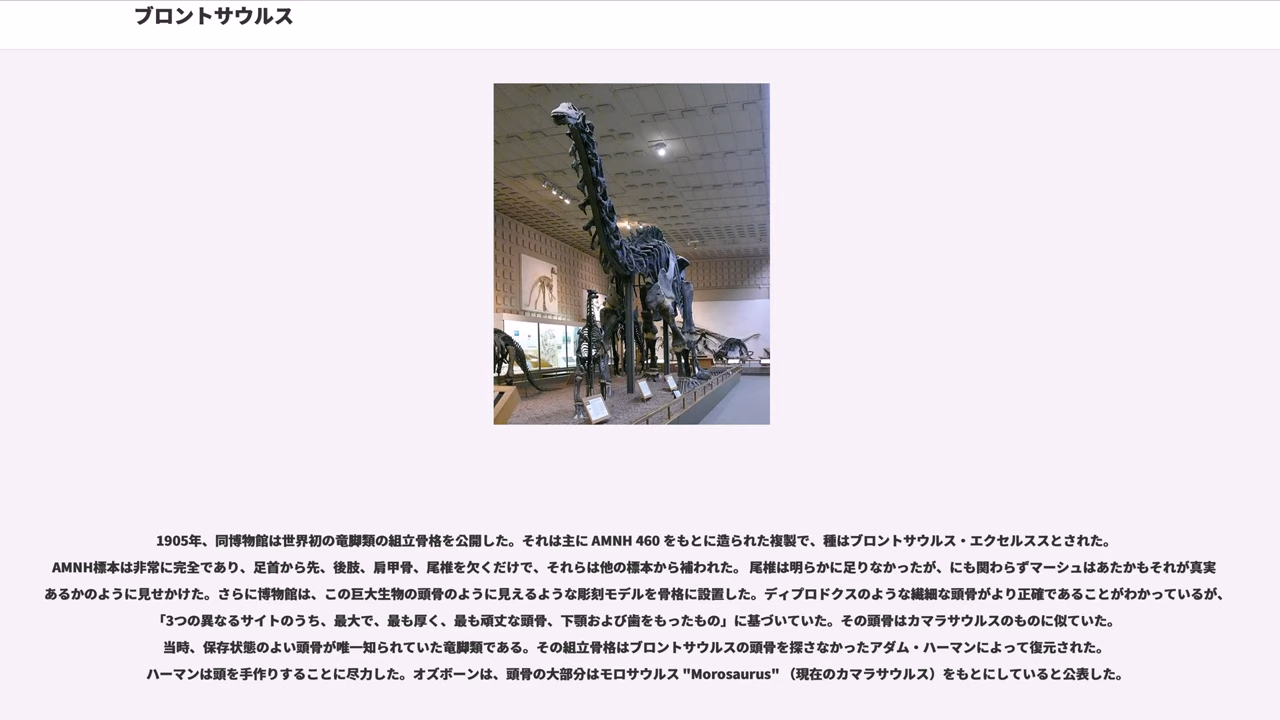 ブロントサウルス
1905年、同博物館は世界初の竜脚類の組立骨格を公開した。それは主に AMNH 460 をもとに造られた複製で、種はブロントサウルス・エクセルススとされた。
AMNH標本は非常に完全であり、足首から先、後肢、肩甲骨、尾椎を欠くだけで、それらは他の標本から補われた。 尾椎は明らかに足りなかったが、にも関わらずマーシュはあたかもそれが真実
あるかのように見せかけた。さらに博物館は、この巨大生物の頭骨のように見えるような彫刻モデルを骨格に設置した。ディプロドクスのような繊細な頭骨がより正確であることがわかっているが、
「3つの異なるサイトのうち、最大で、最も厚く、最も頑丈な頭骨、下顎および歯をもったもの」に基づいていた。その頭骨はカマラサウルスのものに似ていた。
当時、保存状態のよい頭骨が唯一知られていた竜脚類である。その組立骨格はブロントサウルスの頭骨を探さなかったアダム・ハーマンによって復元された。
ハーマンは頭を手作りすることに尽力した。オズボーンは、頭骨の大部分はモロサウルス "Morosaurus" （現在のカマラサウルス）をもとにしていると公表した。